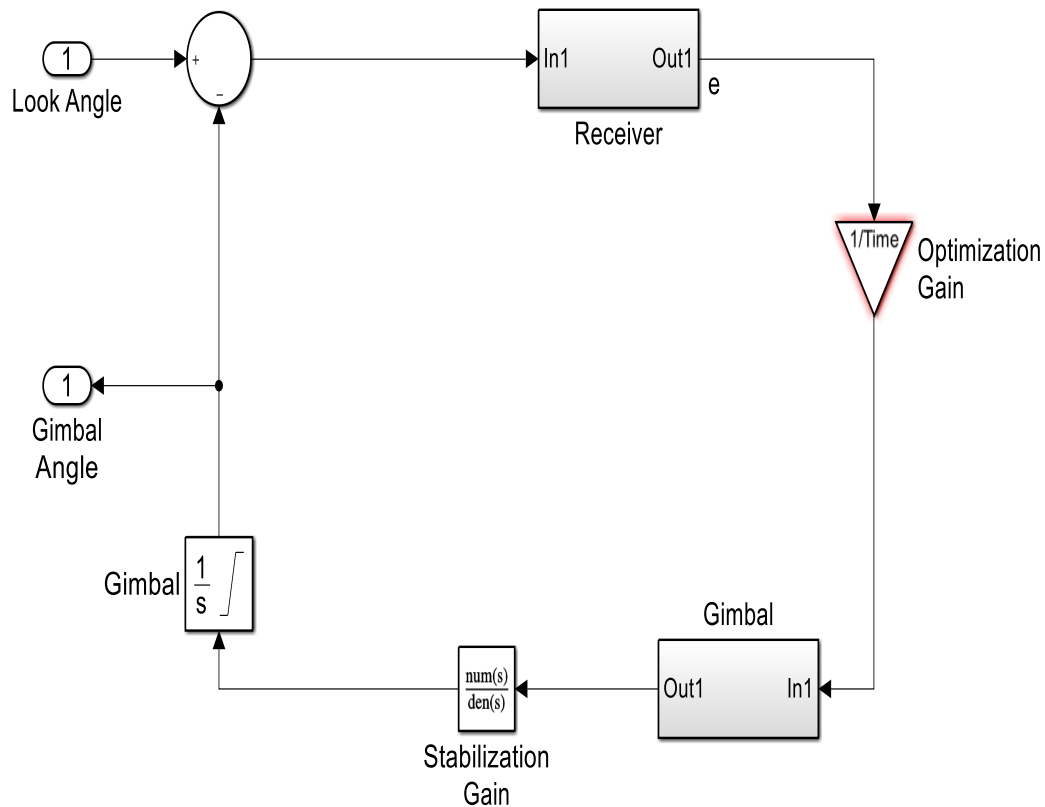 1
Look Angle
+
−
In1 Out1
e
Receiver
1/Time
Optimization
Gain
1
Gimbal
Angle
Gimbal
1
s
Gimbal
Out1 In1
num(s)
den(s)
Stabilization
Gain